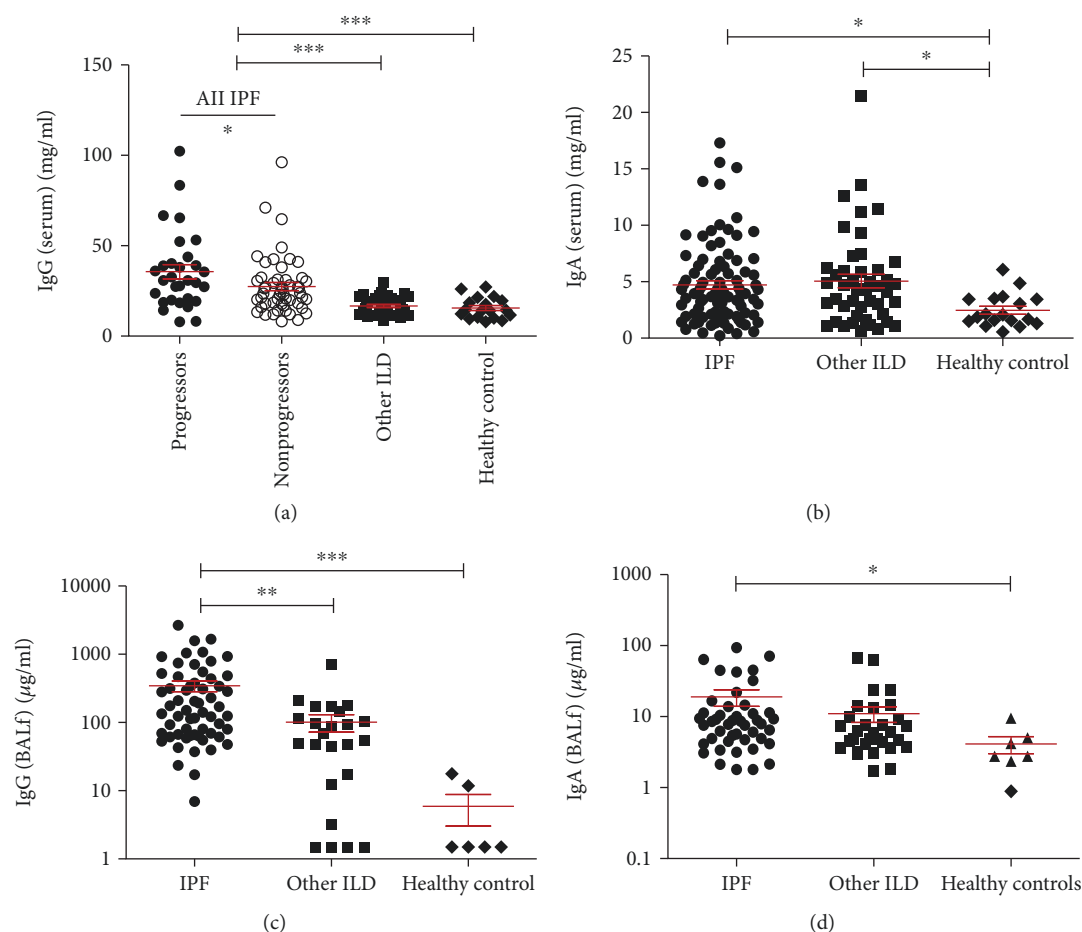 ***
***
150
100
50
0
IgG (serum) (mg/ml)
AII IPF
*
Progressors
Nonprogressors
Other ILD
Healthy control
(a)
*
*
25
20
15
10
5
0
IgA (serum) (mg/ml)
IPF Other ILD Healthy control
(b)
***
**
10000
1000
100
10
1
IgG (BALf) (μg/ml)
IPF Other ILD Healthy control
(c)
*
1000
100
10
1
0.1
IgA (BALf) (μg/ml)
IPF Other ILD Healthy controls
(d)